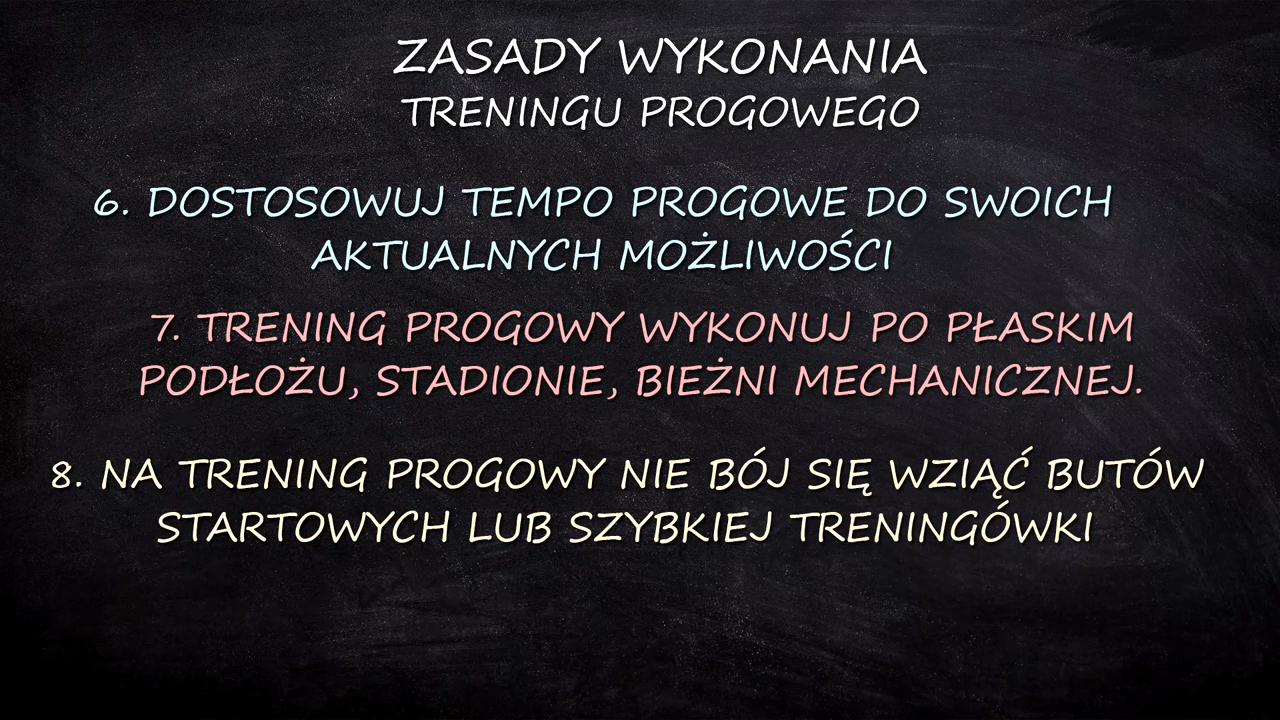 ZASADY WYKONANIA
TRENINGU PROGOWEGO
6. DOSTOSOWUJ TEMPO PROGOWE DO SWOICH
AKTUALNYCH MOŻLIWOŚCI
7. TRENING PROGOWY WYKONUJ PO PŁASKIM
PODŁOŻU, STADIONIE, BIEŻNI MECHANICZNEJ.
8. NA TRENING PROGOWY NIE BÓJ SIĘ WZIĄĆ BUTÓW
STARTOWYCH LUB SZYBKIEJ TRENINGÓWKI